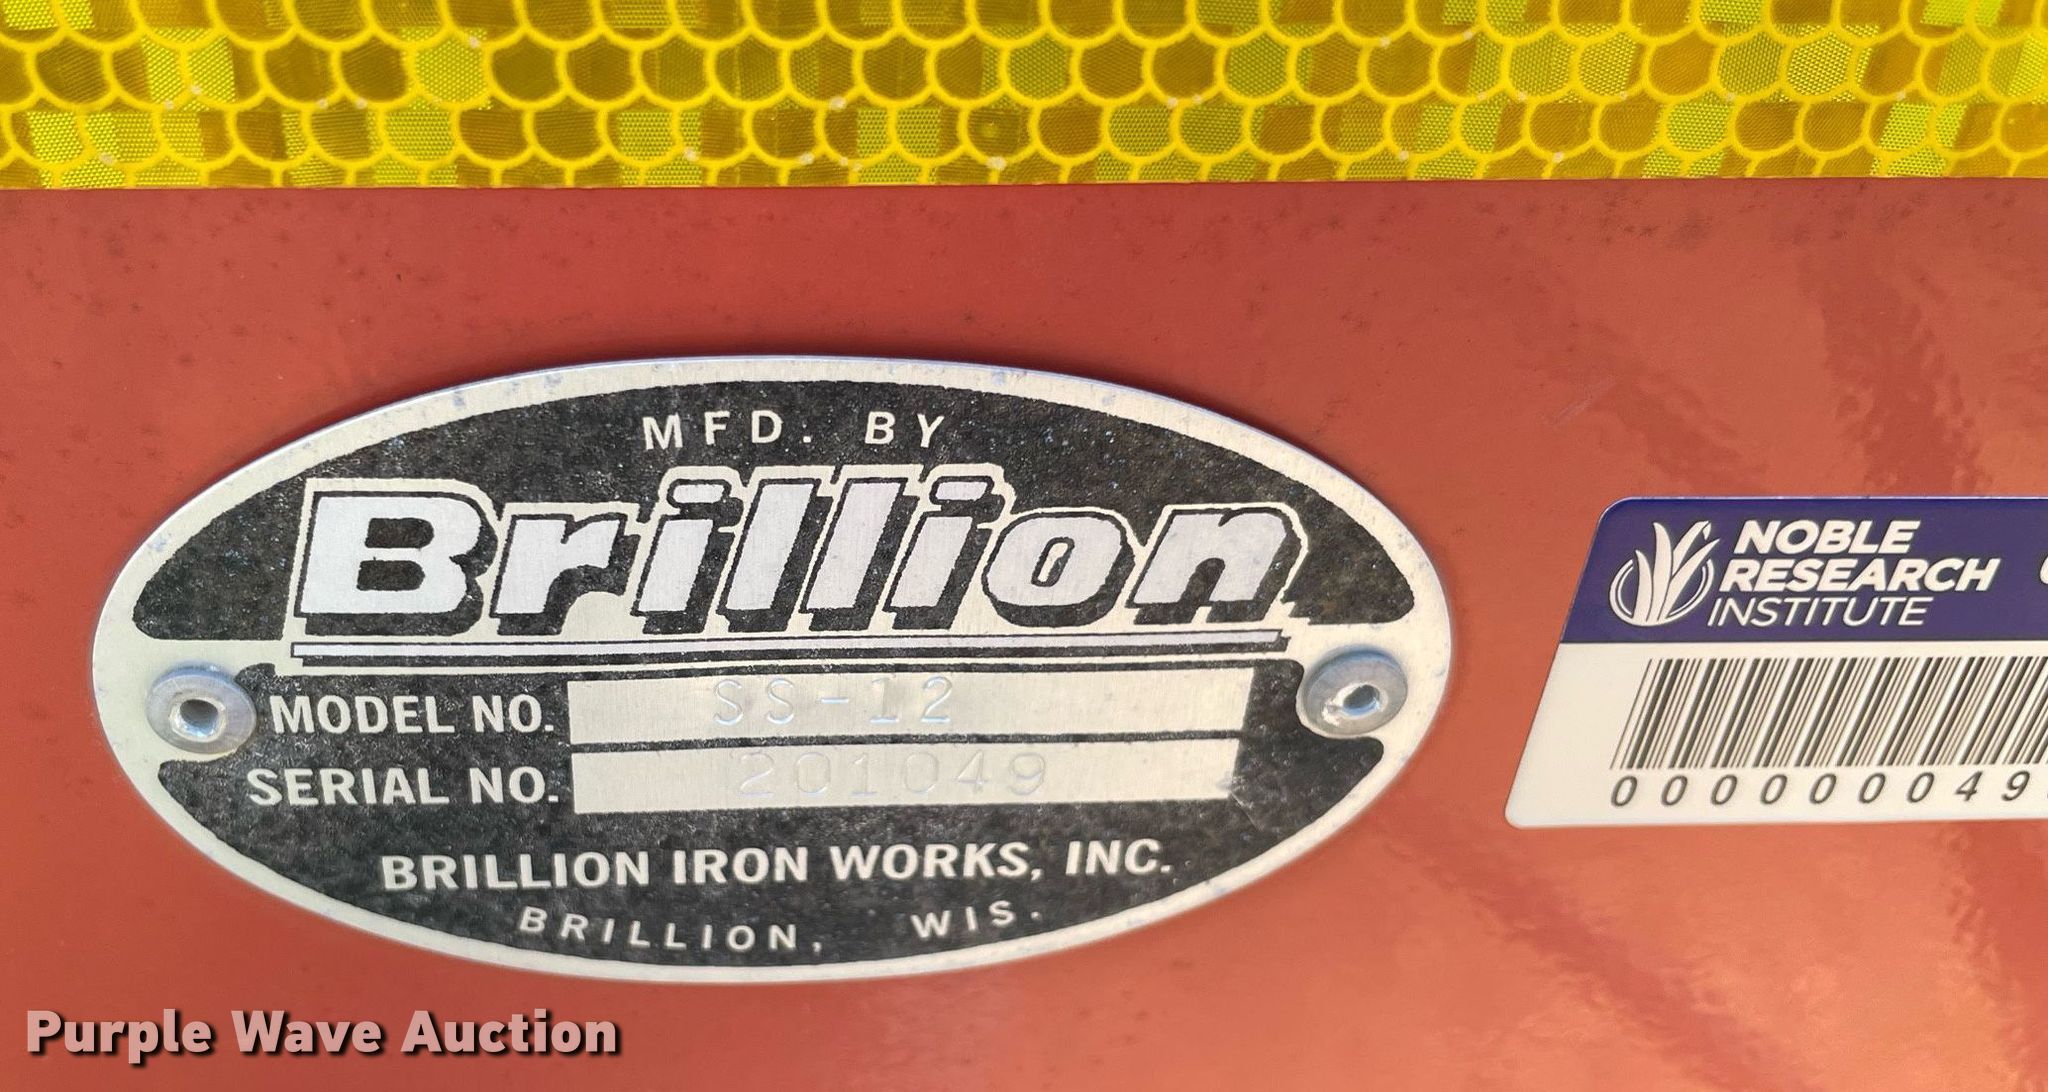 MFD. BY
Brillion
MODEL NO. SS-12
SERIAL NO. 201049
BRILLION IRON WORKS, INC.
BRILLION, WIS.
NOBLE
RESEARCH
INSTITUTE
000000049
Purple Wave Auction